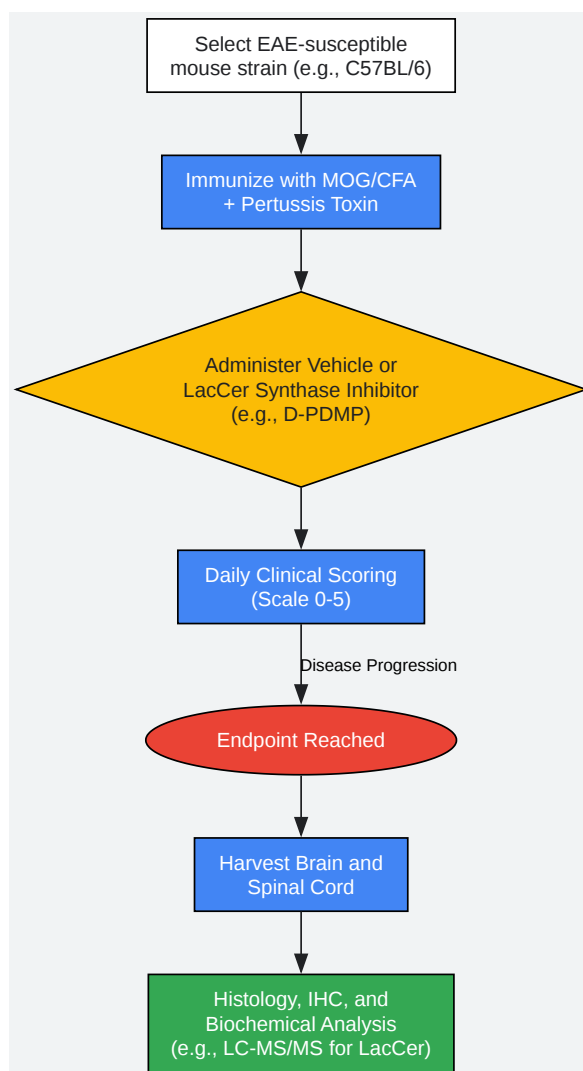 Select EAE-susceptible
mouse strain (e.g., C57BL/6)
Immunize with MOG/CFA
+ Pertussis Toxin
Administer Vehicle or
LacCer Synthase Inhibitor
(e.g., D-PDMP)
Daily Clinical Scoring
(Scale 0-5)
Disease Progression
Endpoint Reached
Harvest Brain and
Spinal Cord
Histology, IHC, and
Biochemical Analysis
(e.g., LC-MS/MS for LacCer)